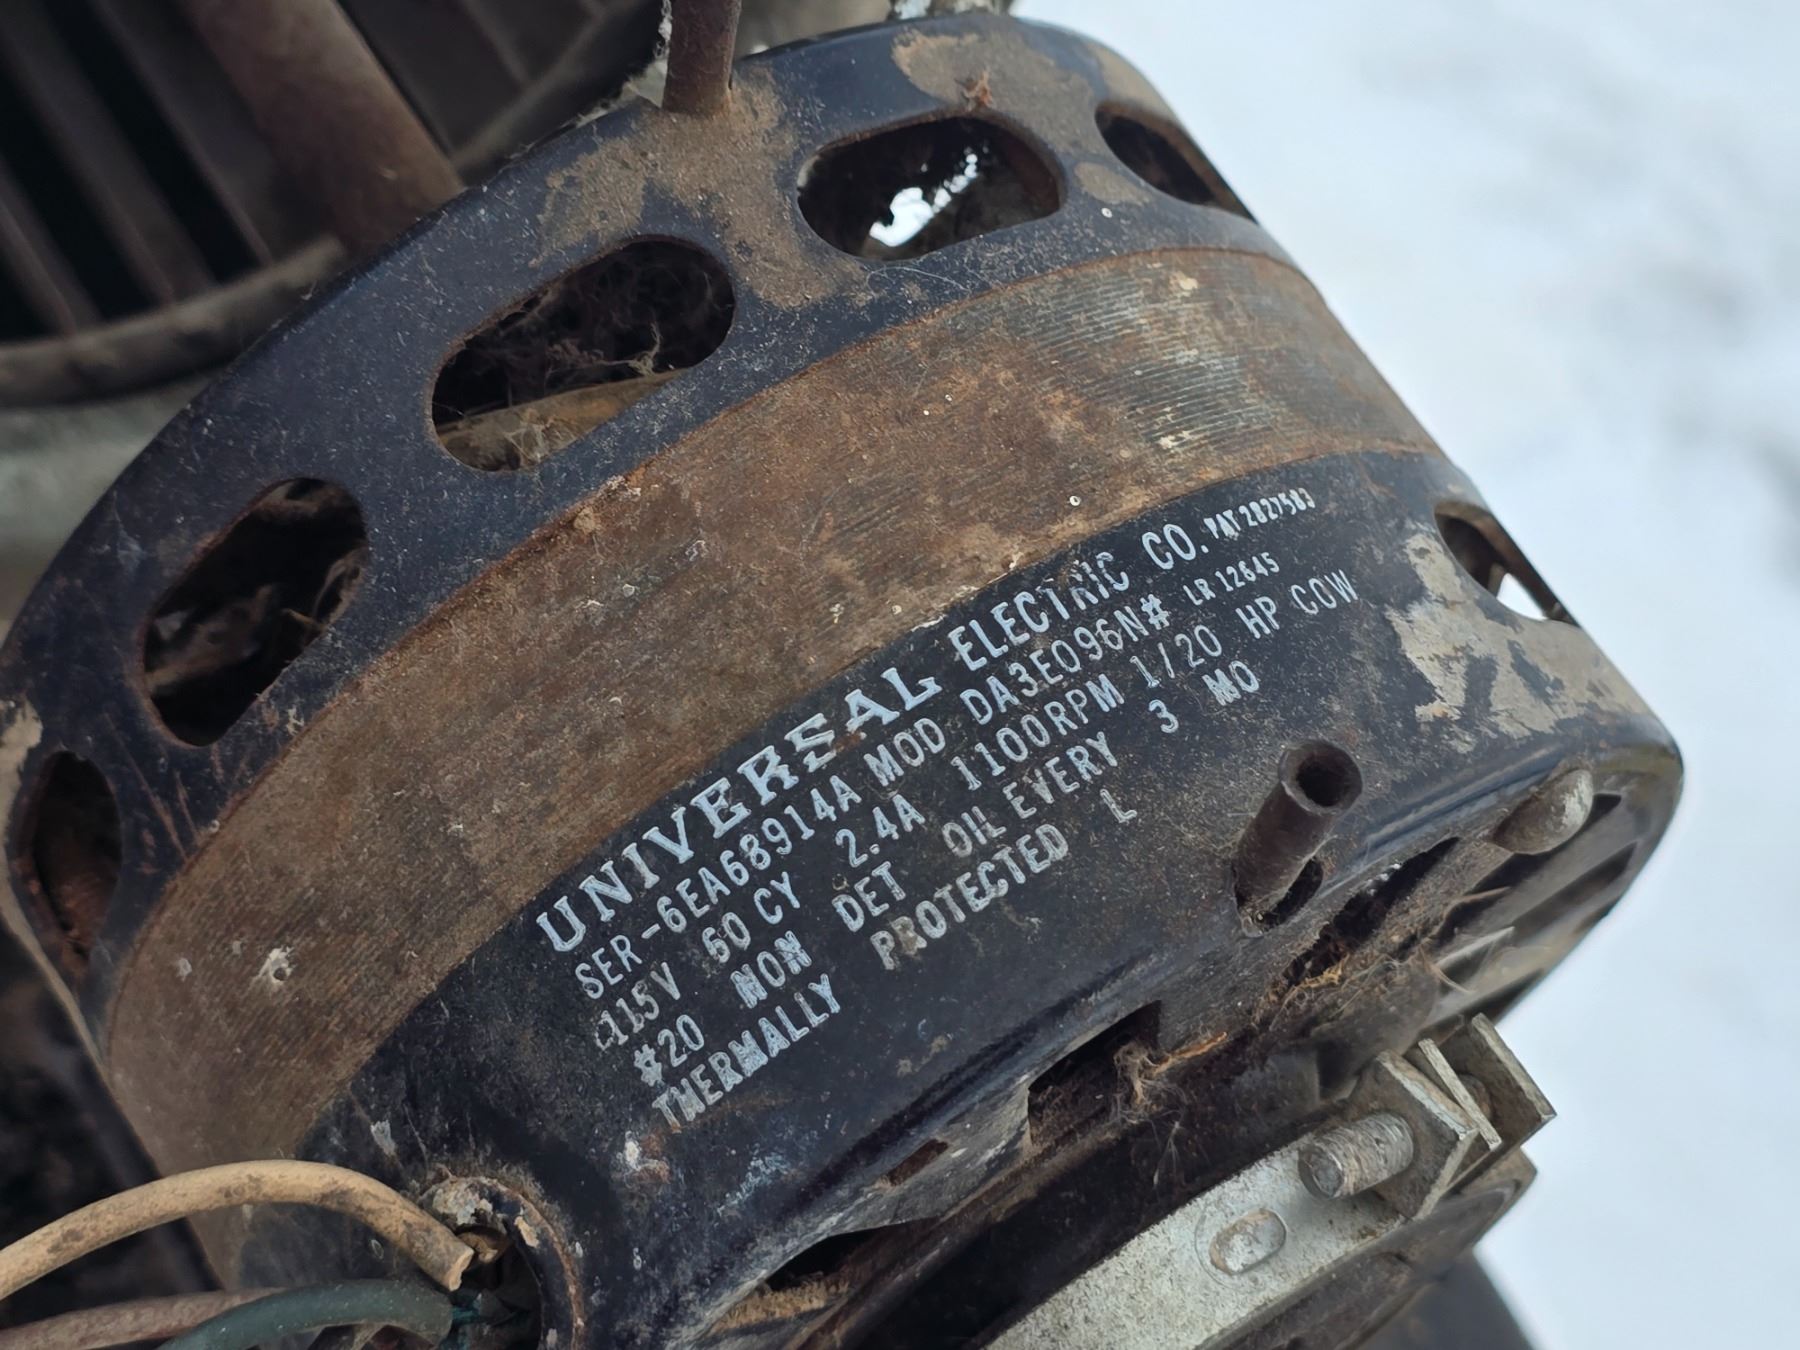 UNIVERSAL ELECTRIC CO. PAT 2827583
SER-6EA68914A MOD DA3E096N# LR 12645
115V 60 CY 2.4A 1100RPM 1/20 HP COW
#20 NON DET OIL EVERY 3 MO
THERMALLY PROTECTED L